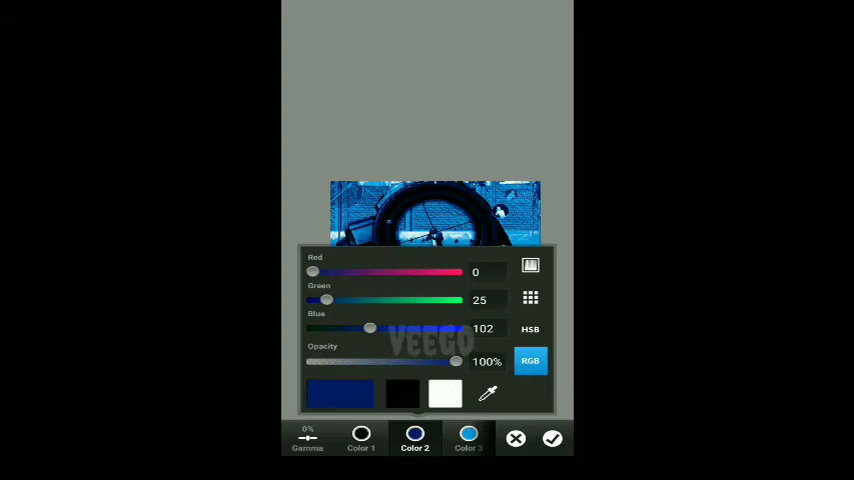 Red
0
Green
25
Blue
102
HSB
VEEGO
Opacity
100%
RGB
0%
Gamma
Color 1
Color 2
Color 3